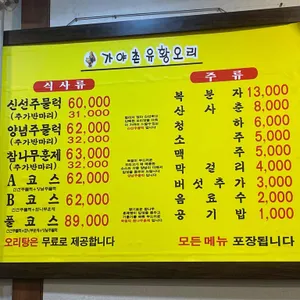 가야촌유황오리
식사류
신선주물럭 60,000
(추가반마리) 31,000
양념주물럭 62,000
(추가반마리) 32,000
참나무훈제 63,000
(추가반마리) 32,000
A 코스 62,000
B 코스 62,000
풀코스 89,000
오리탕은 무료로 제공합니다
주류
복분자 13,000
산사춘 8,000
청하 6,000
소주 5,000
맥주 5,000
막걸리 4,000
버섯추가 3,000
음료수 2,000
공기밥 1,000
모든메뉴 포장됩니다